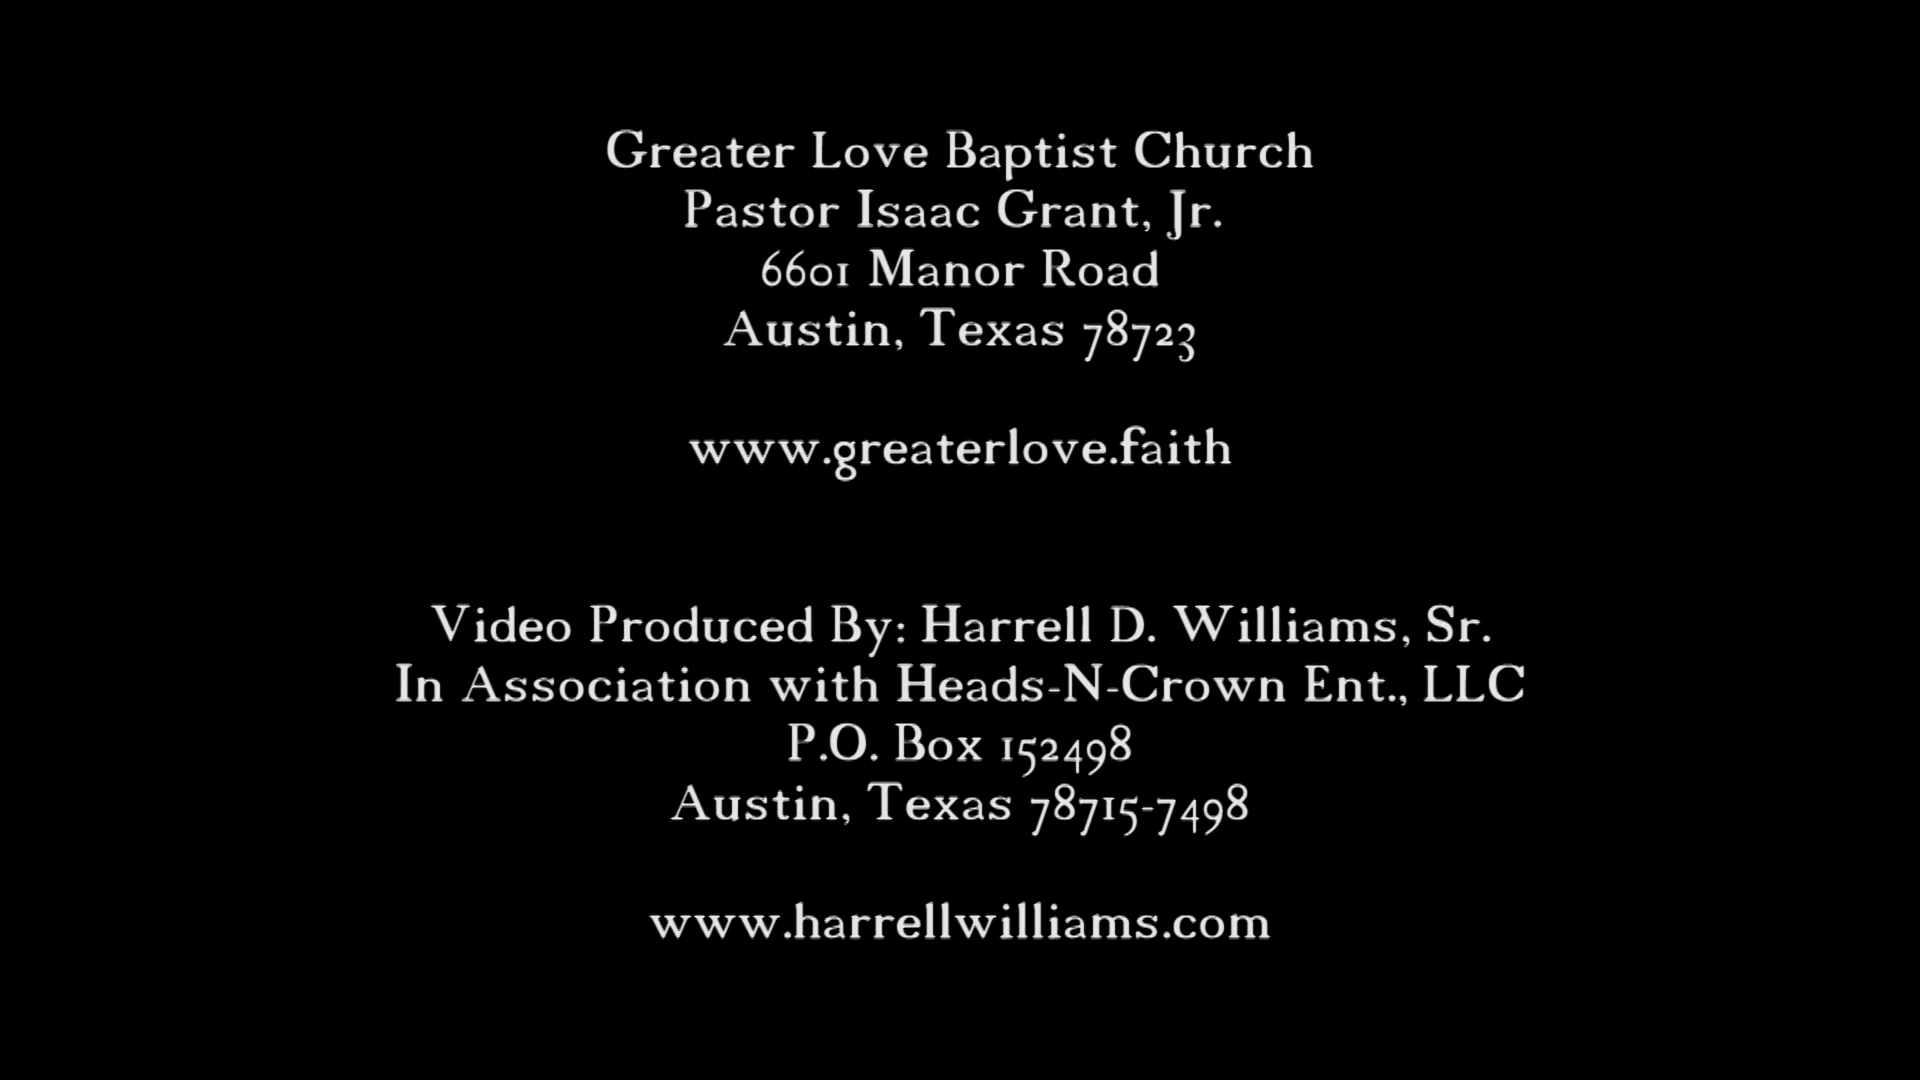 Greater Love Baptist Church
Pastor Isaac Grant, Jr.
6601 Manor Road
Austin, Texas 78723
www.greaterlove.faith
Video Produced By: Harrell D. Williams, Sr.
In Association with Heads-N-Crown Ent., LLC
P.O. Box 152498
Austin, Texas 78715-7498
www.harrellwilliams.com